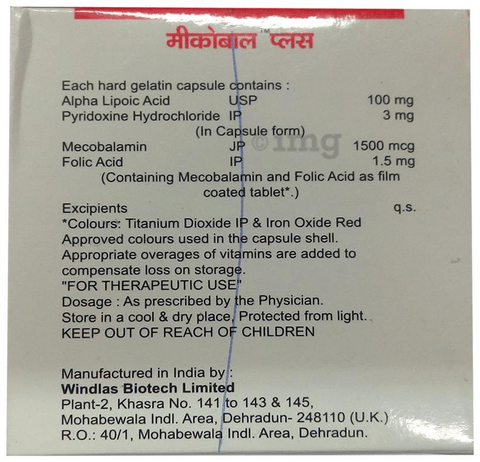 मीकोबाल प्लस
Each hard gelatin capsule contains :
Alpha Lipoic Acid USP 100 mg
Pyridoxine Hydrochloride IP 3 mg
(In Capsule form)
Mecobalamin JP 1500 mcg
Folic Acid IP 1.5 mg
(Containing Mecobalamin and Folic Acid as film
coated tablet*.)
Excipients q.s.
*Colours: Titanium Dioxide IP & Iron Oxide Red
Approved colours used in the capsule shell.
Appropriate overages of vitamins are added to
compensate loss on storage.
"FOR THERAPEUTIC USE"
Dosage : As prescribed by the Physician.
Store in a cool & dry place, Protected from light.
KEEP OUT OF REACH OF CHILDREN
Manufactured in India by :
Windlas Biotech Limited
Plant-2, Khasra No. 141 to 143 & 145,
Mohabewala Indl. Area, Dehradun- 248110 (U.K.)
R.O.: 40/1, Mohabewala Indl. Area, Dehradun.